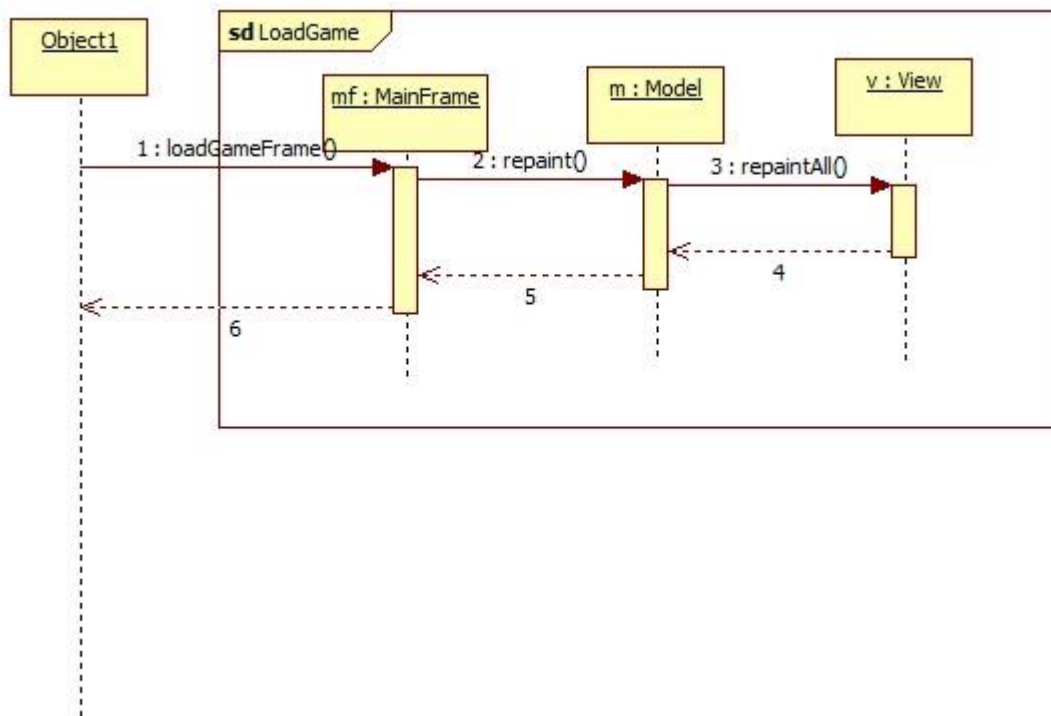 sd LoadGame
Object1
mf : MainFrame
m : Model
v : View
1 : loadGameFrame()
2 : repaint()
3 : repaintAll()
4
5
6